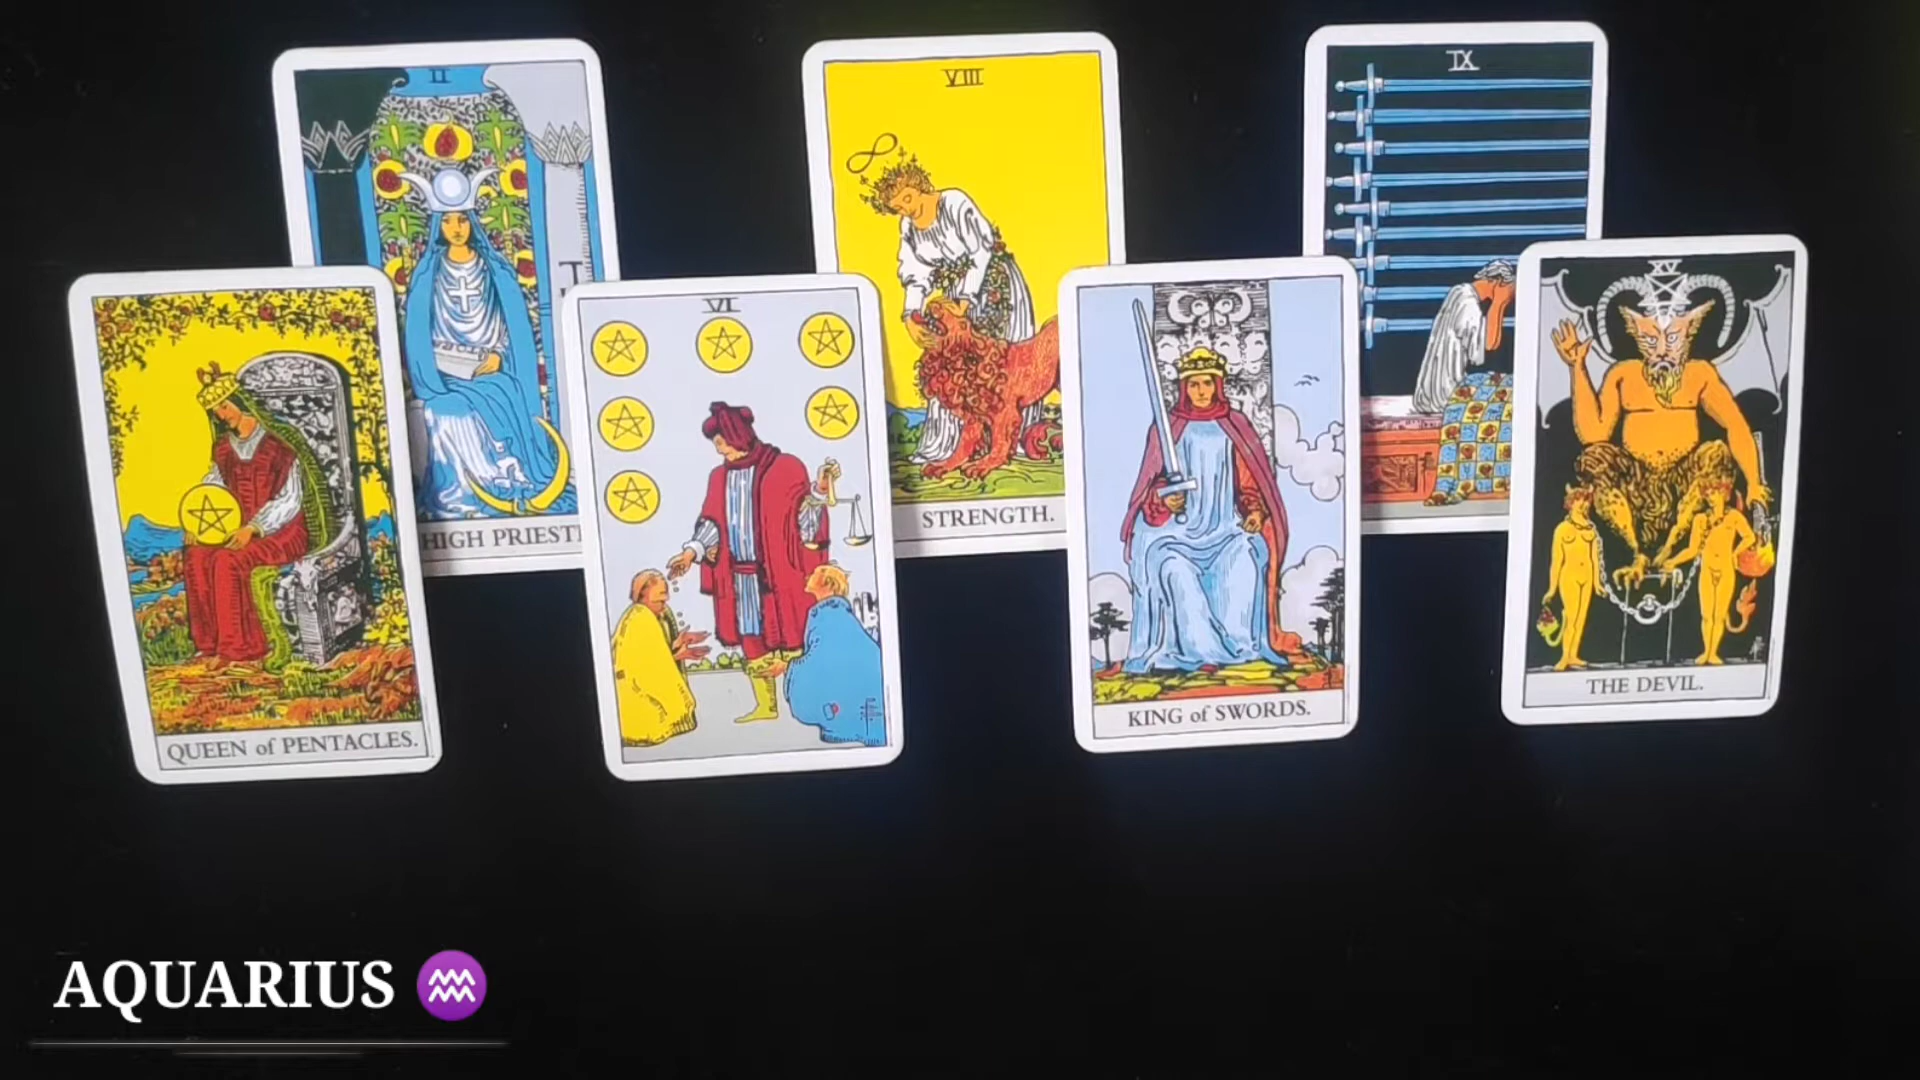 II
VIII
IX
T
HIGH PRIEST
STRENGTH.
QUEEN of PENTACLES.
VI
KING of SWORDS.
XV
THE DEVIL.
AQUARIUS ♒